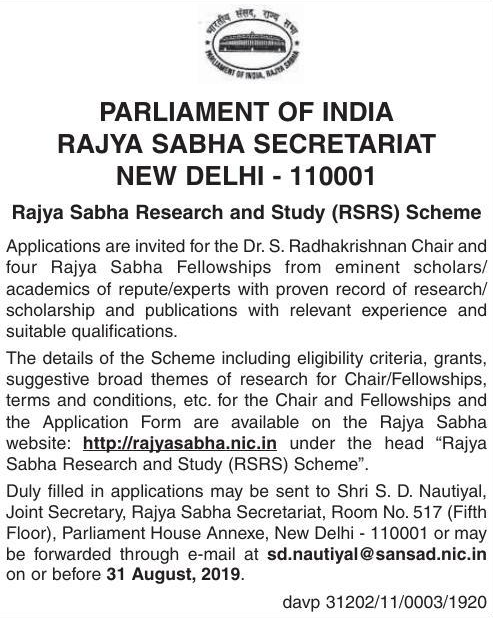 भारतीय संसद, राज्य सभा
PARLIAMENT OF INDIA, RAJYA SABHA
PARLIAMENT OF INDIA
RAJYA SABHA SECRETARIAT
NEW DELHI - 110001
Rajya Sabha Research and Study (RSRS) Scheme
Applications are invited for the Dr. S. Radhakrishnan Chair and
four Rajya Sabha Fellowships from eminent scholars/
academics of repute/experts with proven record of research/
scholarship and publications with relevant experience and
suitable qualifications.
The details of the Scheme including eligibility criteria, grants,
suggestive broad themes of research for Chair/Fellowships,
terms and conditions, etc. for the Chair and Fellowships and
the Application Form are available on the Rajya Sabha
website: http://rajyasabha.nic.in under the head “Rajya
Sabha Research and Study (RSRS) Scheme”.
Duly filled in applications may be sent to Shri S. D. Nautiyal,
Joint Secretary, Rajya Sabha Secretariat, Room No. 517 (Fifth
Floor), Parliament House Annexe, New Delhi - 110001 or may
be forwarded through e-mail at sd.nautiyal@sansad.nic.in
on or before 31 August, 2019.
davp 31202/11/0003/1920